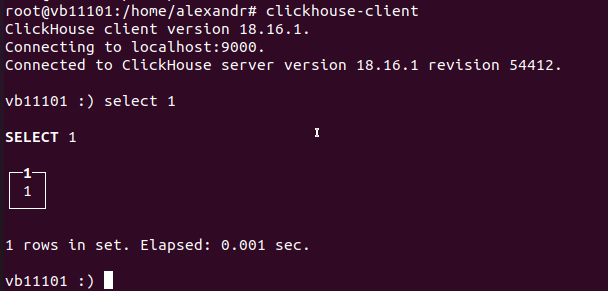 root@vb11101:/home/alexandr# clickhouse-client
ClickHouse client version 18.16.1.
Connecting to localhost:9000.
Connected to ClickHouse server version 18.16.1 revision 54412.
vb11101 :) select 1
SELECT 1
1
1
1 rows in set. Elapsed: 0.001 sec.
vb11101 :)